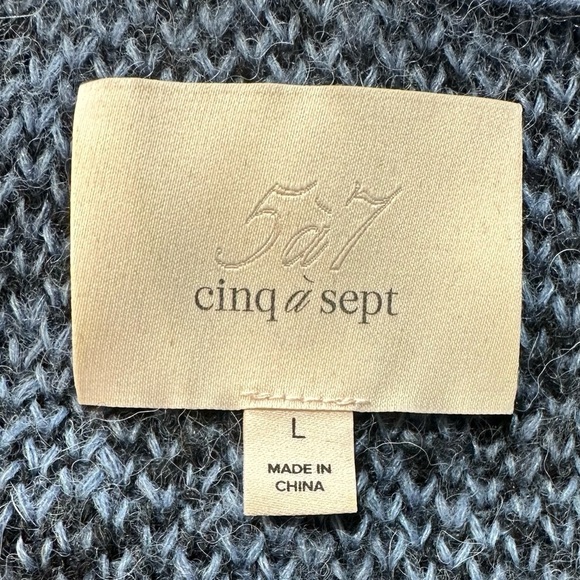 5à7
cinq à sept
L
MADE IN
CHINA